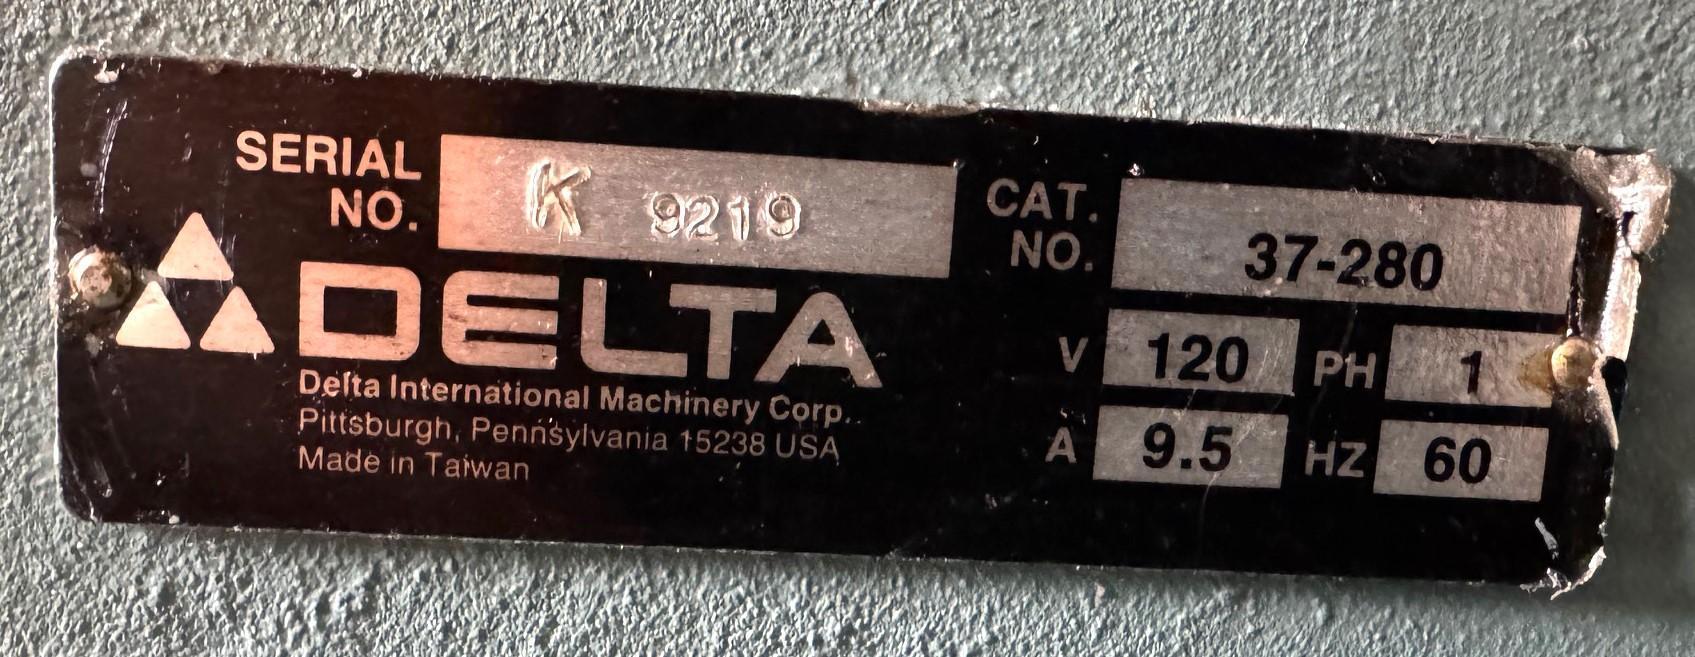 SERIAL NO. K 9219
CAT. NO. 37-280
DELTA
V 120 PH 1
A 9.5 HZ 60
Delta International Machinery Corp.
Pittsburgh, Pennsylvania 15238 USA
Made in Taiwan